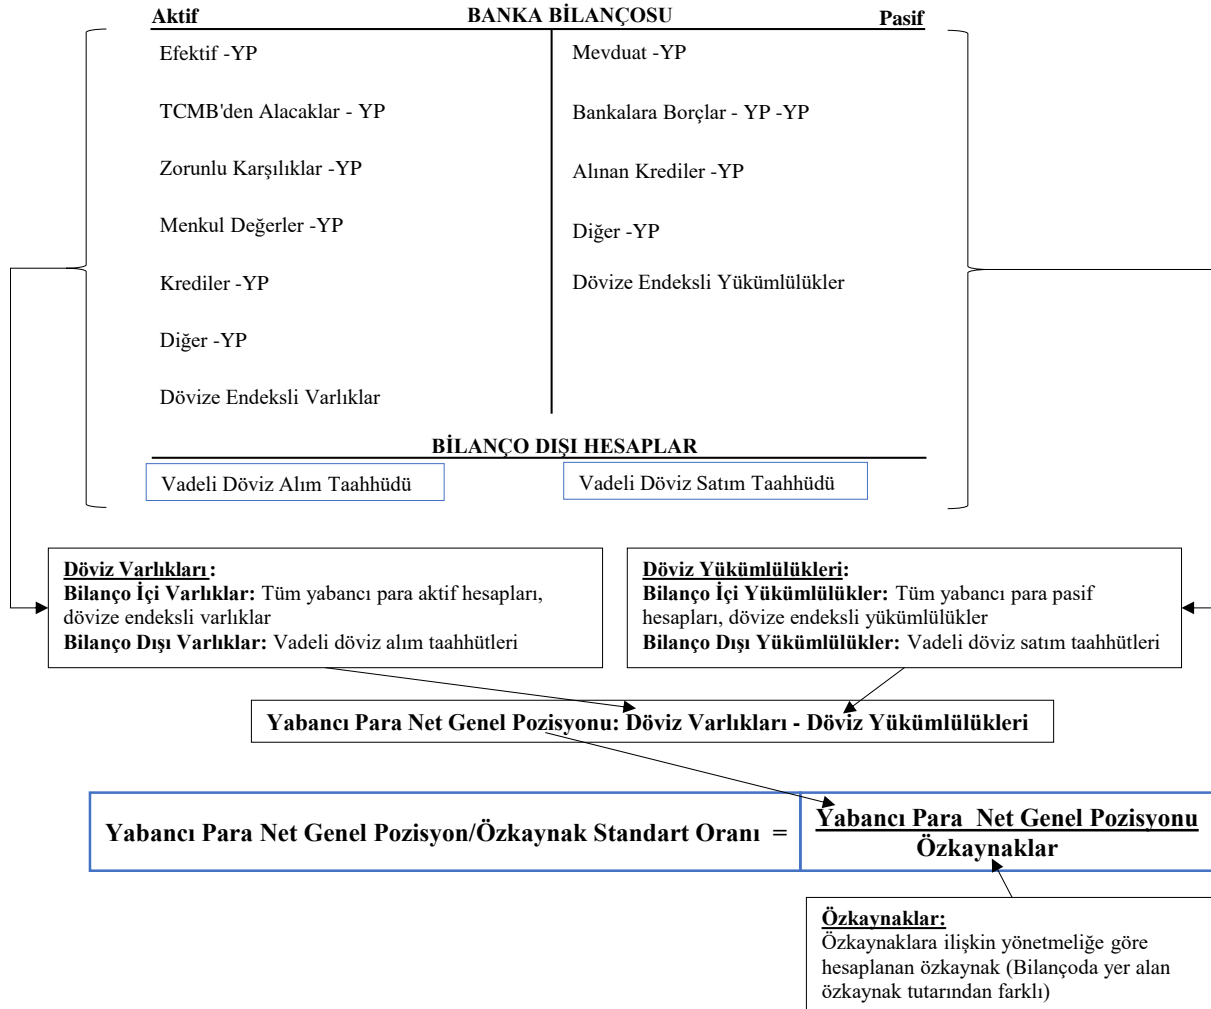 Aktif BANKA BİLANÇOSU Pasif
Efektif -YP
TCMB'den Alacaklar - YP
Zorunlu Karşılıklar -YP
Menkul Değerler -YP
Krediler -YP
Diğer -YP
Dövize Endeksli Varlıklar
Mevduat -YP
Bankalara Borçlar - YP -YP
Alınan Krediler -YP
Diğer -YP
Dövize Endeksli Yükümlülükler
BİLANÇO DIŞI HESAPLAR
Vadeli Döviz Alım Taahhüdü
Vadeli Döviz Satım Taahhüdü
Döviz Varlıkları:
Bilanço İçi Varlıklar: Tüm yabancı para aktif hesapları,
dövize endeksli varlıklar
Bilanço Dışı Varlıklar: Vadeli döviz alım taahhütleri
Döviz Yükümlülükleri:
Bilanço İçi Yükümlülükler: Tüm yabancı para pasif
hesapları, dövize endeksli yükümlülükler
Bilanço Dışı Yükümlülükler: Vadeli döviz satım taahhütleri
Yabancı Para Net Genel Pozisyonu: Döviz Varlıkları - Döviz Yükümlülükleri
Yabancı Para Net Genel Pozisyon/Özkaynak Standart Oranı =
Yabancı Para Net Genel Pozisyonu
Özkaynaklar
Özkaynaklar:
Özkaynaklara ilişkin yönetmeliğe göre
hesaplanan özkaynak (Bilançoda yer alan
özkaynak tutarından farklı)